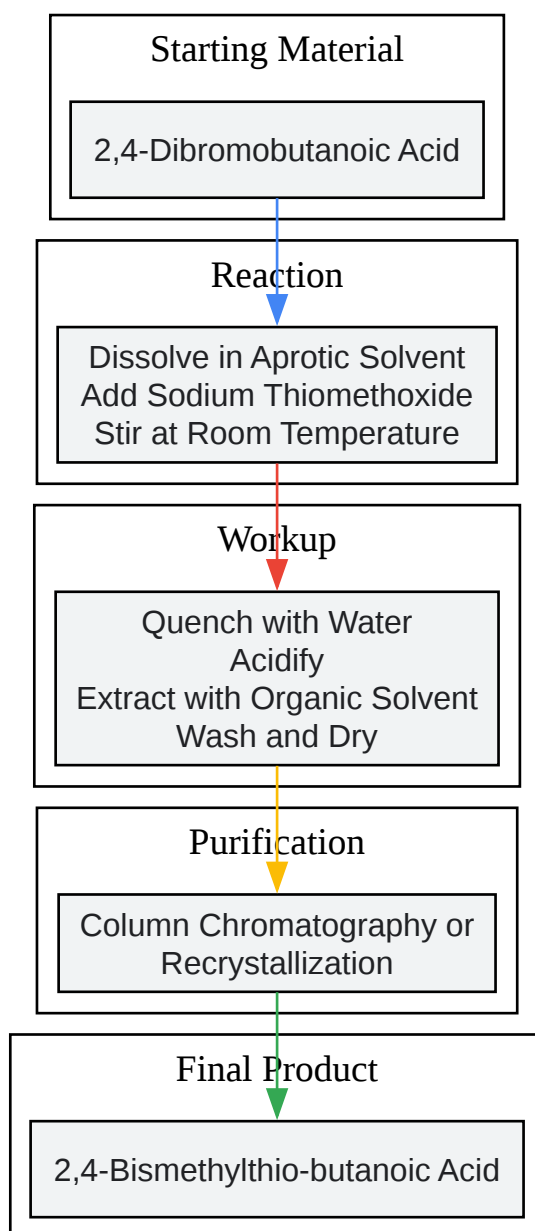 Starting Material
2,4-Dibromobutanoic Acid
Reaction
Dissolve in Aprotic Solvent
Add Sodium Thiomethoxide
Stir at Room Temperature
Workup
Quench with Water
Acidify
Extract with Organic Solvent
Wash and Dry
Purification
Column Chromatography or
Recrystallization
Final Product
2,4-Bismethylthio-butanoic Acid